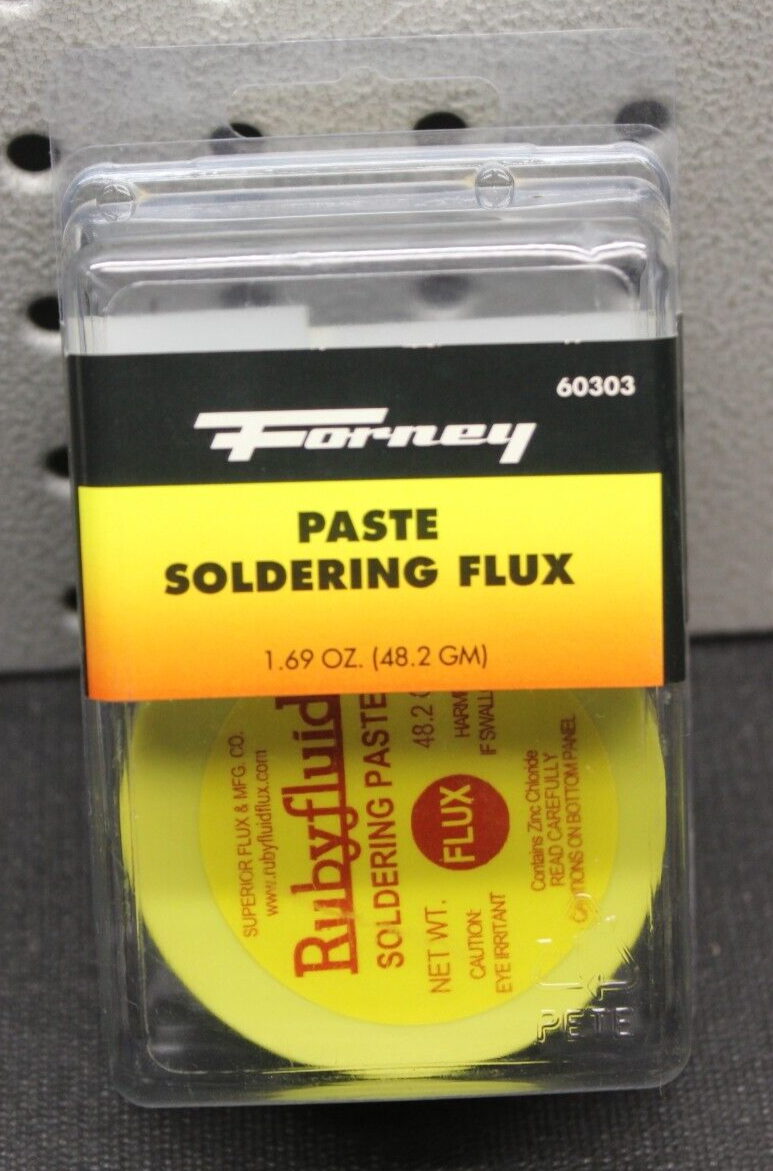 60303
Forney
PASTE
SOLDERING FLUX
1.69 OZ. (48.2 GM)
SUPERIOR FLUX & MFG. CO.
www.rubyfluidflux.com
Rubyfluid
SOLDERING PASTE
NET WT. 48.2
FLUX
CAUTION: HARM
EYE IRRITANT IF SWALL
Contains Zinc Chloride
READ CAREFULLY
ON BOTTOM PANEL
PETE